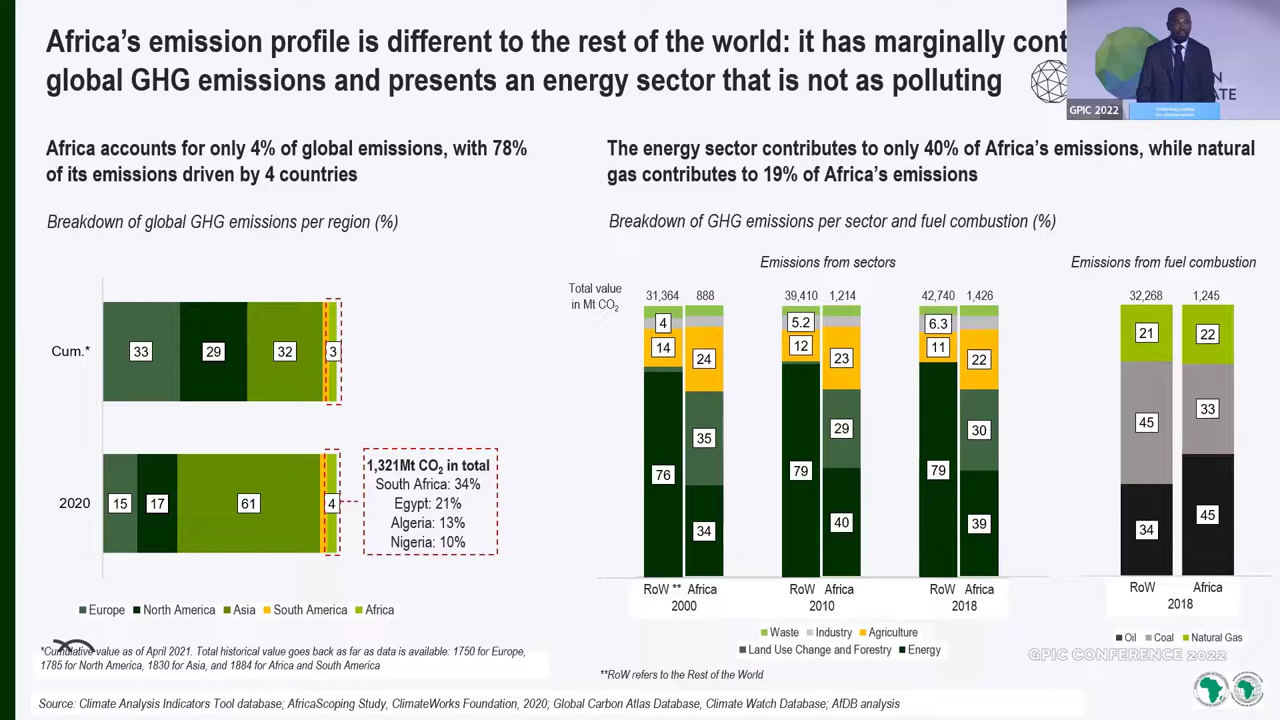 Africa's emission profile is different to the rest of the world: it has marginally cont
global GHG emissions and presents an energy sector that is not as polluting
GPIC 2022
Africa accounts for only 4% of global emissions, with 78%
of its emissions driven by 4 countries
Breakdown of global GHG emissions per region (%)
Cum.*
33
29
32
3
2020
15
17
61
4
1,321Mt CO₂ in total
South Africa: 34%
Egypt: 21%
Algeria: 13%
Nigeria: 10%
Europe
North America
Asia
South America
Africa
*Cumulative value as of April 2021. Total historical value goes back as far as data is available: 1750 for Europe,
1785 for North America, 1830 for Asia, and 1884 for Africa and South America
The energy sector contributes to only 40% of Africa's emissions, while natural
gas contributes to 19% of Africa's emissions
Breakdown of GHG emissions per sector and fuel combustion (%)
Emissions from sectors
Emissions from fuel combustion
Total value
in Mt CO₂
31,364
888
39,410
1,214
42,740
1,426
32,268
1,245
4
14
76
24
35
34
5.2
12
79
23
29
40
6.3
11
79
22
30
39
21
45
34
22
33
45
RoW **
Africa
RoW
Africa
RoW
Africa
RoW
Africa
2000
2010
2018
2018
Waste
Industry
Agriculture
Land Use Change and Forestry
Energy
Oil
Coal
Natural Gas
GPIC CONFERENCE 2022
**RoW refers to the Rest of the World
Source: Climate Analysis Indicators Tool database; AfricaScoping Study, ClimateWorks Foundation, 2020; Global Carbon Atlas Database, Climate Watch Database; AfDB analysis